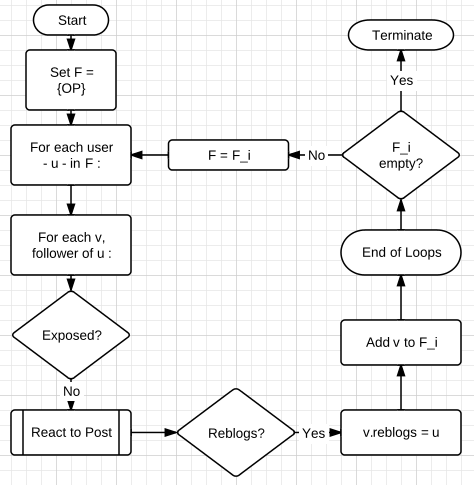 Start
Set F =
{OP}
For each user
- u - in F :
For each v,
follower of u :
Exposed?
No
React to Post
Reblogs?
Yes
v.reblogs = u
Add v to F_i
End of Loops
F_i
empty?
No
F = F_i
Yes
Terminate